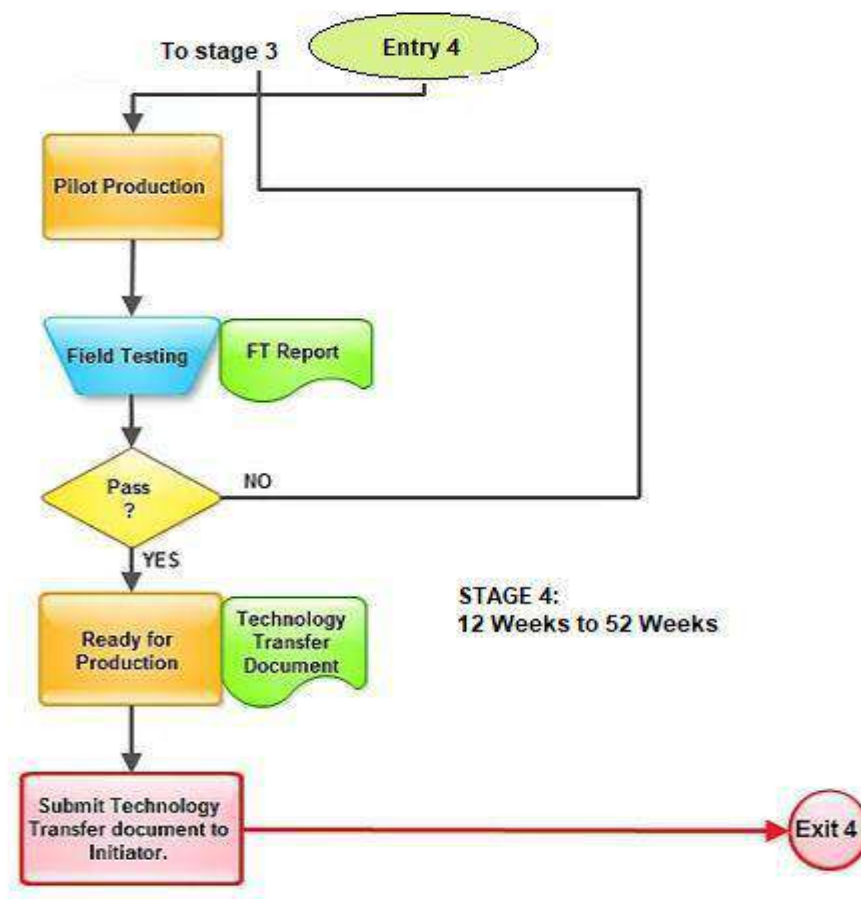 To stage 3
Entry 4
Pilot Production
Field Testing
FT Report
Pass
?
NO
YES
Ready for
Production
Technology
Transfer
Document
STAGE 4:
12 Weeks to 52 Weeks
Submit Technology
Transfer document to
Initiator.
Exit 4